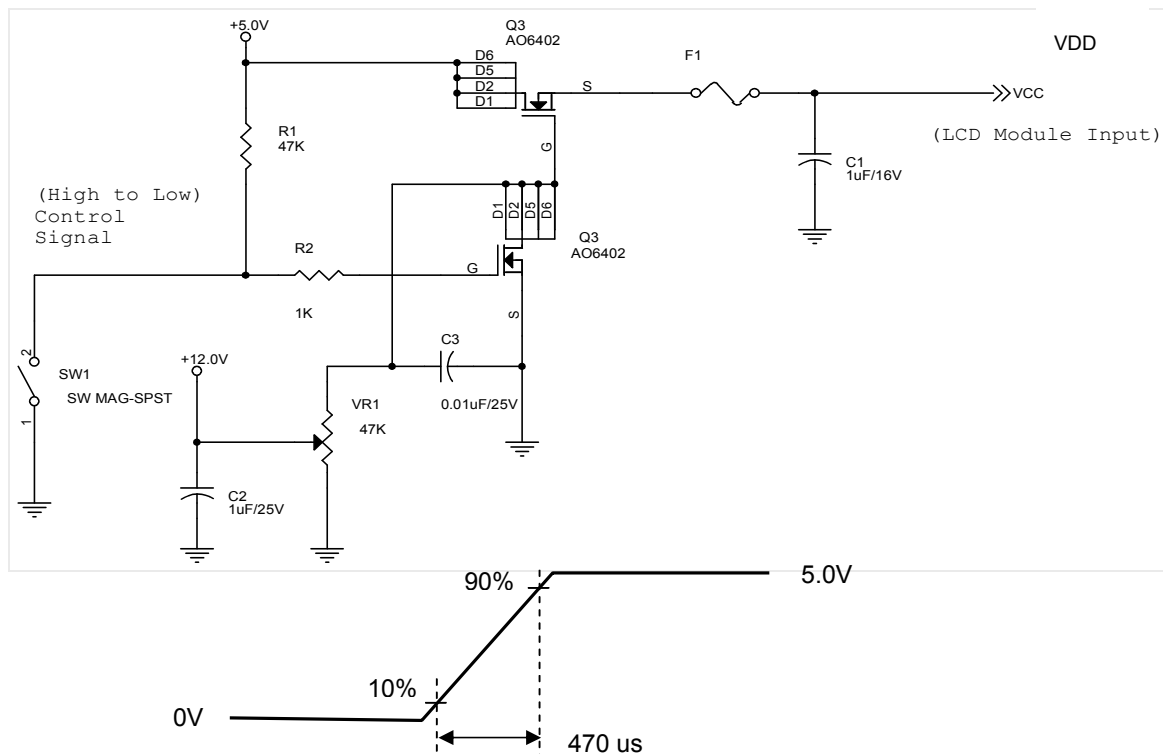 +5.0V
Q3
AO6402
D6
D5
D2
D1
S
G
F1
VDD
VCC
(LCD Module Input)
R1
47K
C1
1uF/16V
(High to Low)
Control
Signal
D1
D2
D5
D6
Q3
AO6402
R2
1K
G
S
+12.0V
C3
0.01uF/25V
2
SW1
SW MAG-SPST
1
VR1
47K
C2
1uF/25V
90%
5.0V
10%
0V
470 us